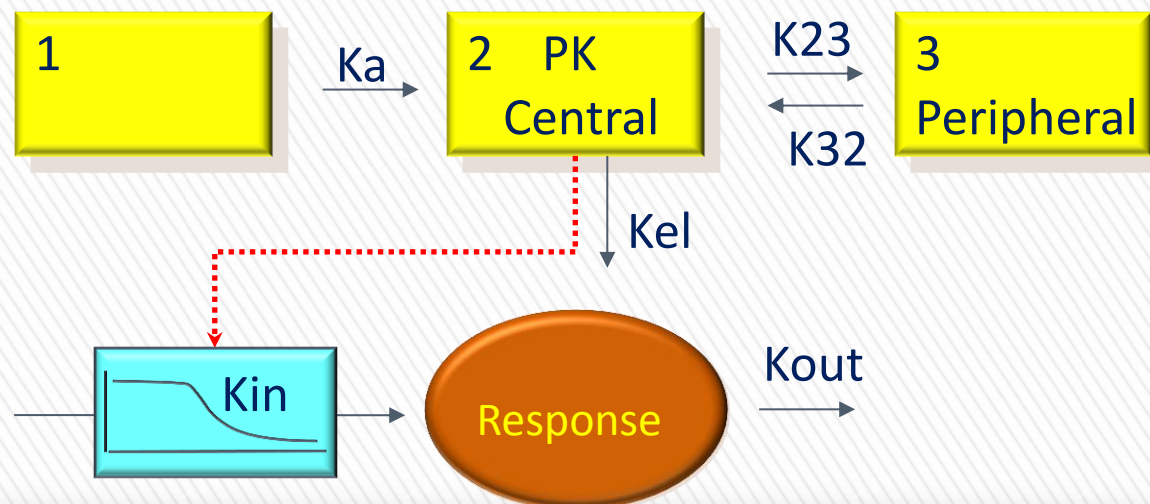 1
Ka
2 PK
Central
K23
K32
3
Peripheral
Kel
Kin
Response
Kout